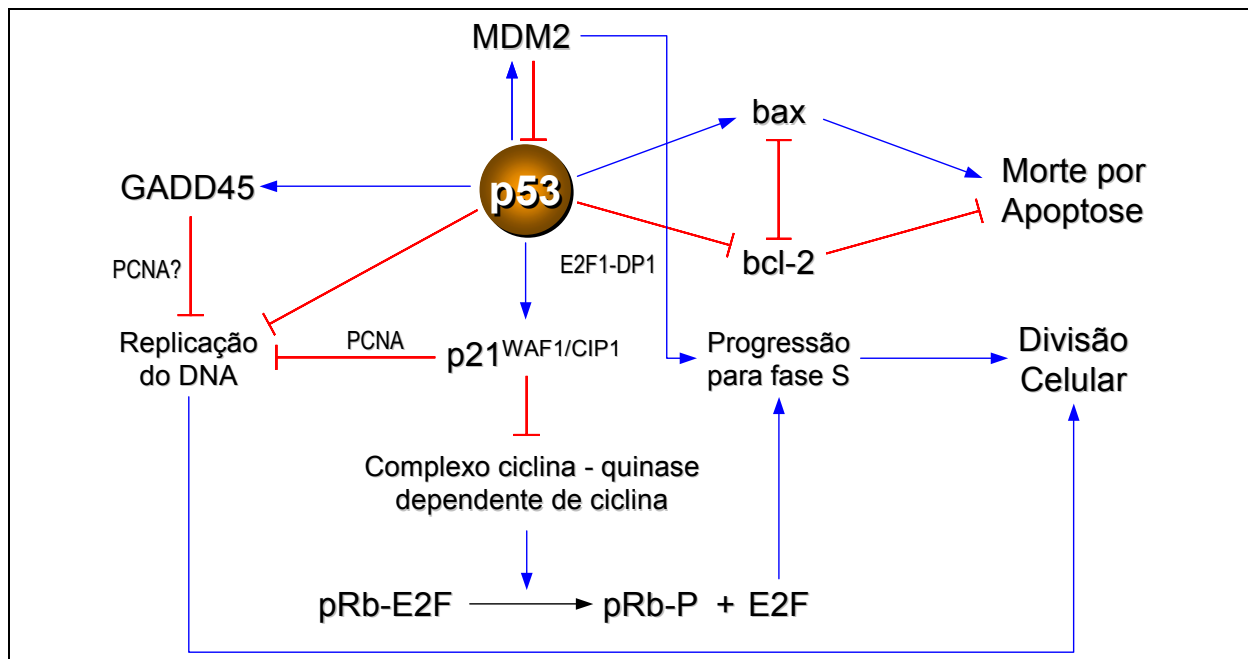 MDM2
bax
p53
GADD45
Morte por
Apoptose
PCNA?
E2F1-DP1
bcl-2
Replicação
do DNA
PCNA
p21WAF1/CIP1
Progressão
para fase S
Divisão
Celular
Complexo ciclina - quinase
dependente de ciclina
pRb-E2F
pRb-P + E2F